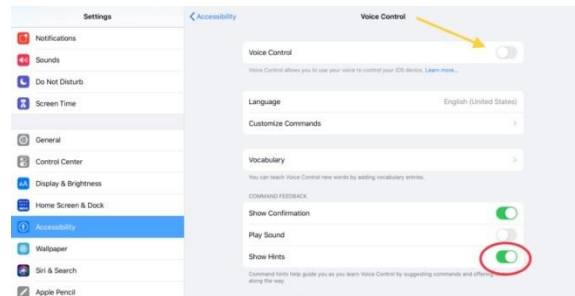 Settings
Notifications
Sounds
Do Not Disturb
Screen Time
General
Control Center
Display & Brightness
Home Screen & Dock
Accessibility
Wallpaper
Siri & Search
Apple Pencil
Accessibility
Voice Control
Voice Control
Voice Control allows you to use your voice to control your iOS device. Learn more...
Language English (United States)
Customize Commands
Vocabulary
You can teach Voice Control new words by adding vocabulary entries.
COMMAND FEEDBACK
Show Confirmation
Play Sound
Show Hints
Command hints help guide you as you learn Voice Control by suggesting commands and offering
along the way.